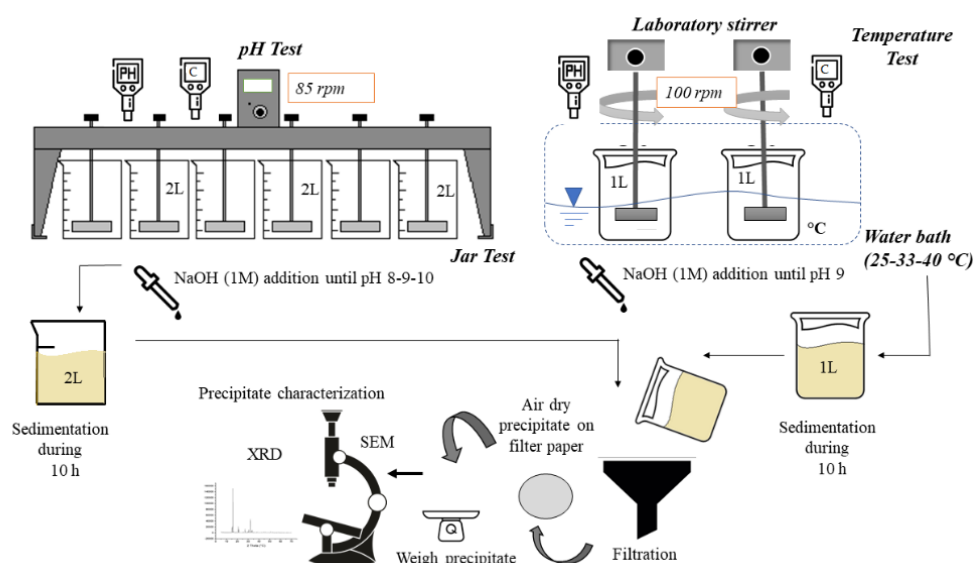 pH Test
Laboratory stirrer
Temperature
Test
PH
C
85 rpm
PH
100 rpm
C
2L
2L
2L
1L
1L
°C
Jar Test
Water bath
(25-33-40 °C)
NaOH (1M) addition until pH 8-9-10
NaOH (1M) addition until pH 9
2L
1L
Sedimentation
during
10 h
Precipitate characterization
XRD
SEM
Air dry
precipitate on
filter paper
Sedimentation
during
10 h
Q
Weigh precipitate
Filtration